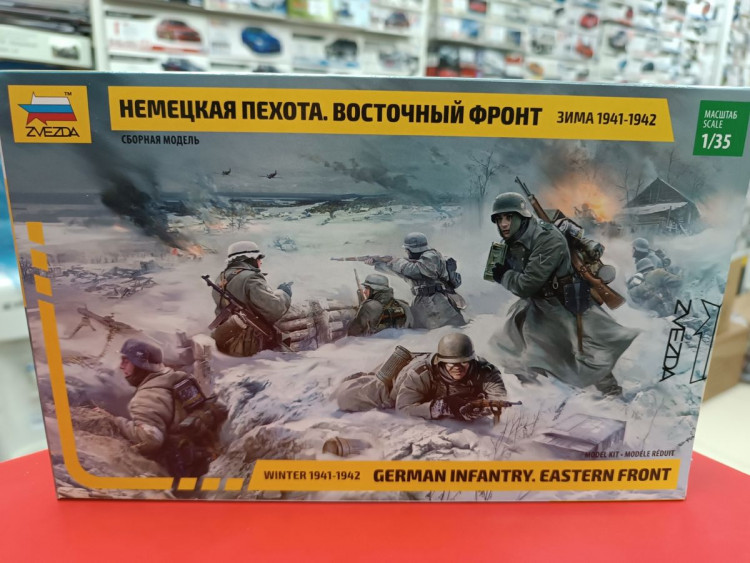 ZVEZDA
НЕМЕЦКАЯ ПЕХОТА. ВОСТОЧНЫЙ ФРОНТ ЗИМА 1941-1942
СБОРНАЯ МОДЕЛЬ
МАСШТАБ
SCALE
1/35
ZVEZDA
MODEL KIT • MODÈLE RÉDUIT
WINTER 1941-1942 GERMAN INFANTRY. EASTERN FRONT